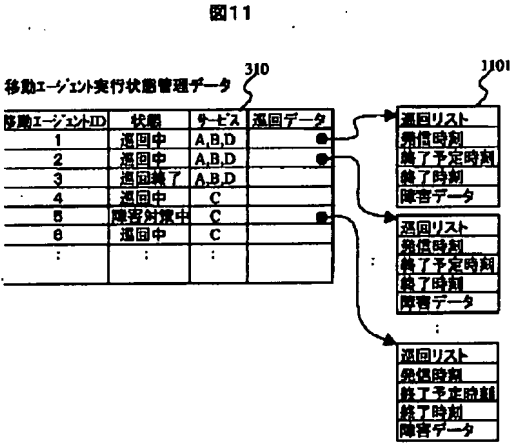 図11
310
1101
移動エージェント実行状態管理データ
移動エージェントID 状態 サービス 巡回データ
1 巡回中 A,B,D
2 巡回中 A,B,D
3 巡回終了 A,B,D
4 巡回中 C
5 障害対策中 C
6 巡回中 C
: : :
巡回リスト
発信時刻
終了予定時刻
終了時刻
障害データ
巡回リスト
発信時刻
終了予定時刻
終了時刻
障害データ
:
:
巡回リスト
発信時刻
終了予定時刻
終了時刻
障害データ